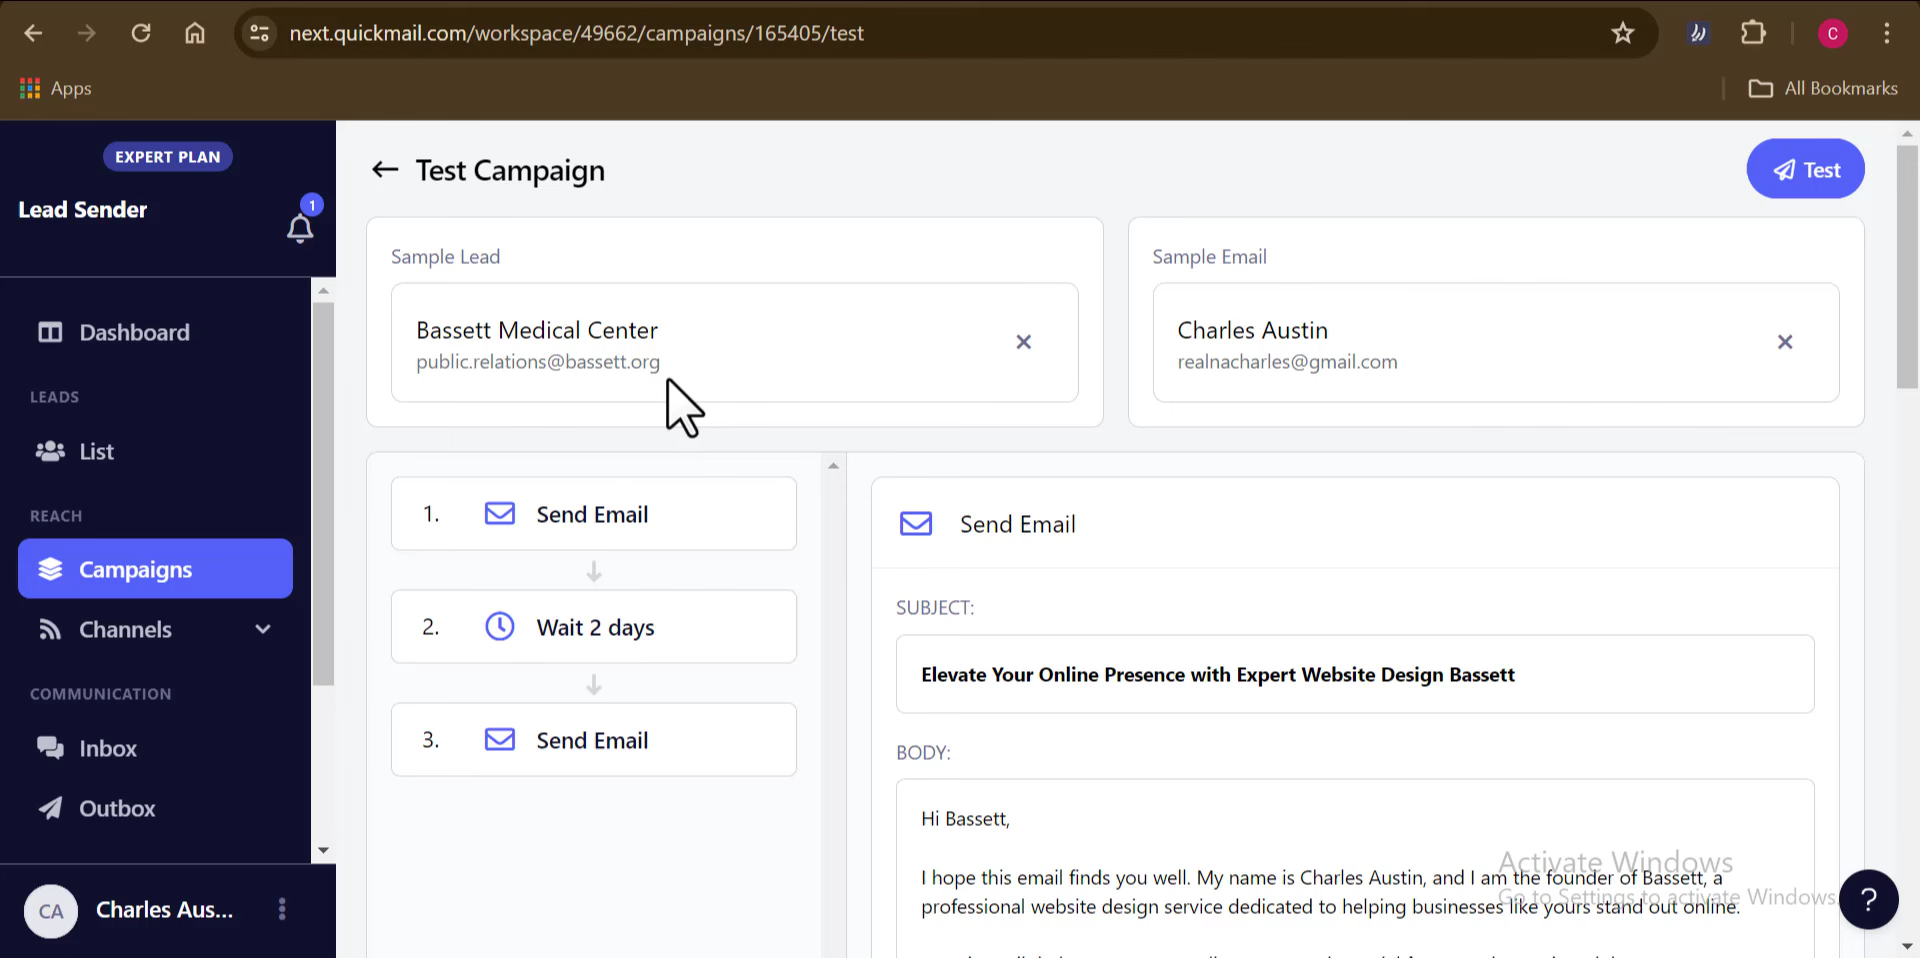 next.quickmail.com/workspace/49662/campaigns/165405/test
C
Apps
All Bookmarks
EXPERT PLAN
Lead Sender
1
Dashboard
LEADS
List
REACH
Campaigns
Channels
COMMUNICATION
Inbox
Outbox
CA
Charles Aus...
Test Campaign
Test
Sample Lead
Bassett Medical Center
public.relations@bassett.org
Sample Email
Charles Austin
realnacharles@gmail.com
1. Send Email
2. Wait 2 days
3. Send Email
Send Email
SUBJECT:
Elevate Your Online Presence with Expert Website Design Bassett
BODY:
Hi Bassett,
I hope this email finds you well. My name is Charles Austin, and I am the founder of Bassett, a
professional website design service dedicated to helping businesses like yours stand out online.
Activate Windows
Go to Settings to activate Windows.
?